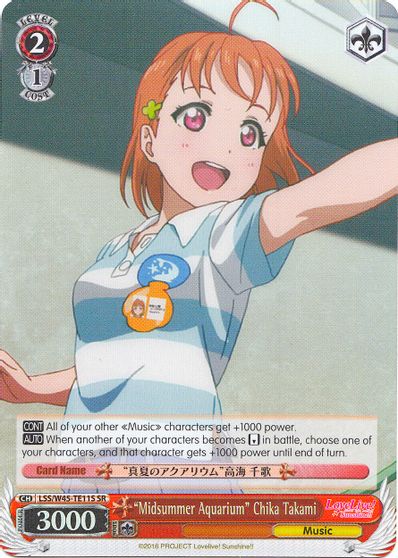 LEVEL
2
1
COST
CONT All of your other «Music» characters get +1000 power.
AUTO When another of your characters becomes [▼] in battle, choose one of
your characters, and that character gets +1000 power until end of turn.
Card Name “真夏のアクアリウム”高海 千歌
CH LSS/W45-TE11S SR
“Midsummer Aquarium” Chika Takami
LoveLive!
Sunshine!!
POWER
3000
Music
©2016 PROJECT Lovelive! Sunshine!!